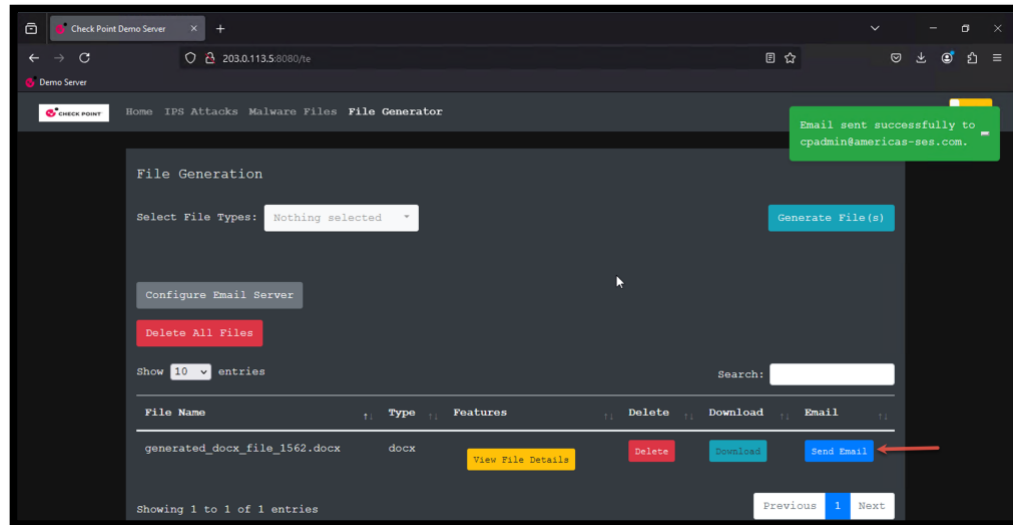 Check Point Demo Server
203.0.113.5:8080/te
Demo Server
CHECK POINT Home IPS Attacks Malware Files File Generator
Email sent successfully to
cpadmin@americas-ses.com.
File Generation
Select File Types: Nothing selected Generate File(s)
Configure Email Server
Delete All Files
Show 10 entries Search:
File Name Type Features Delete Download Email
generated_docx_file_1562.docx docx View File Details Delete Download Send Email
Showing 1 to 1 of 1 entries Previous 1 Next